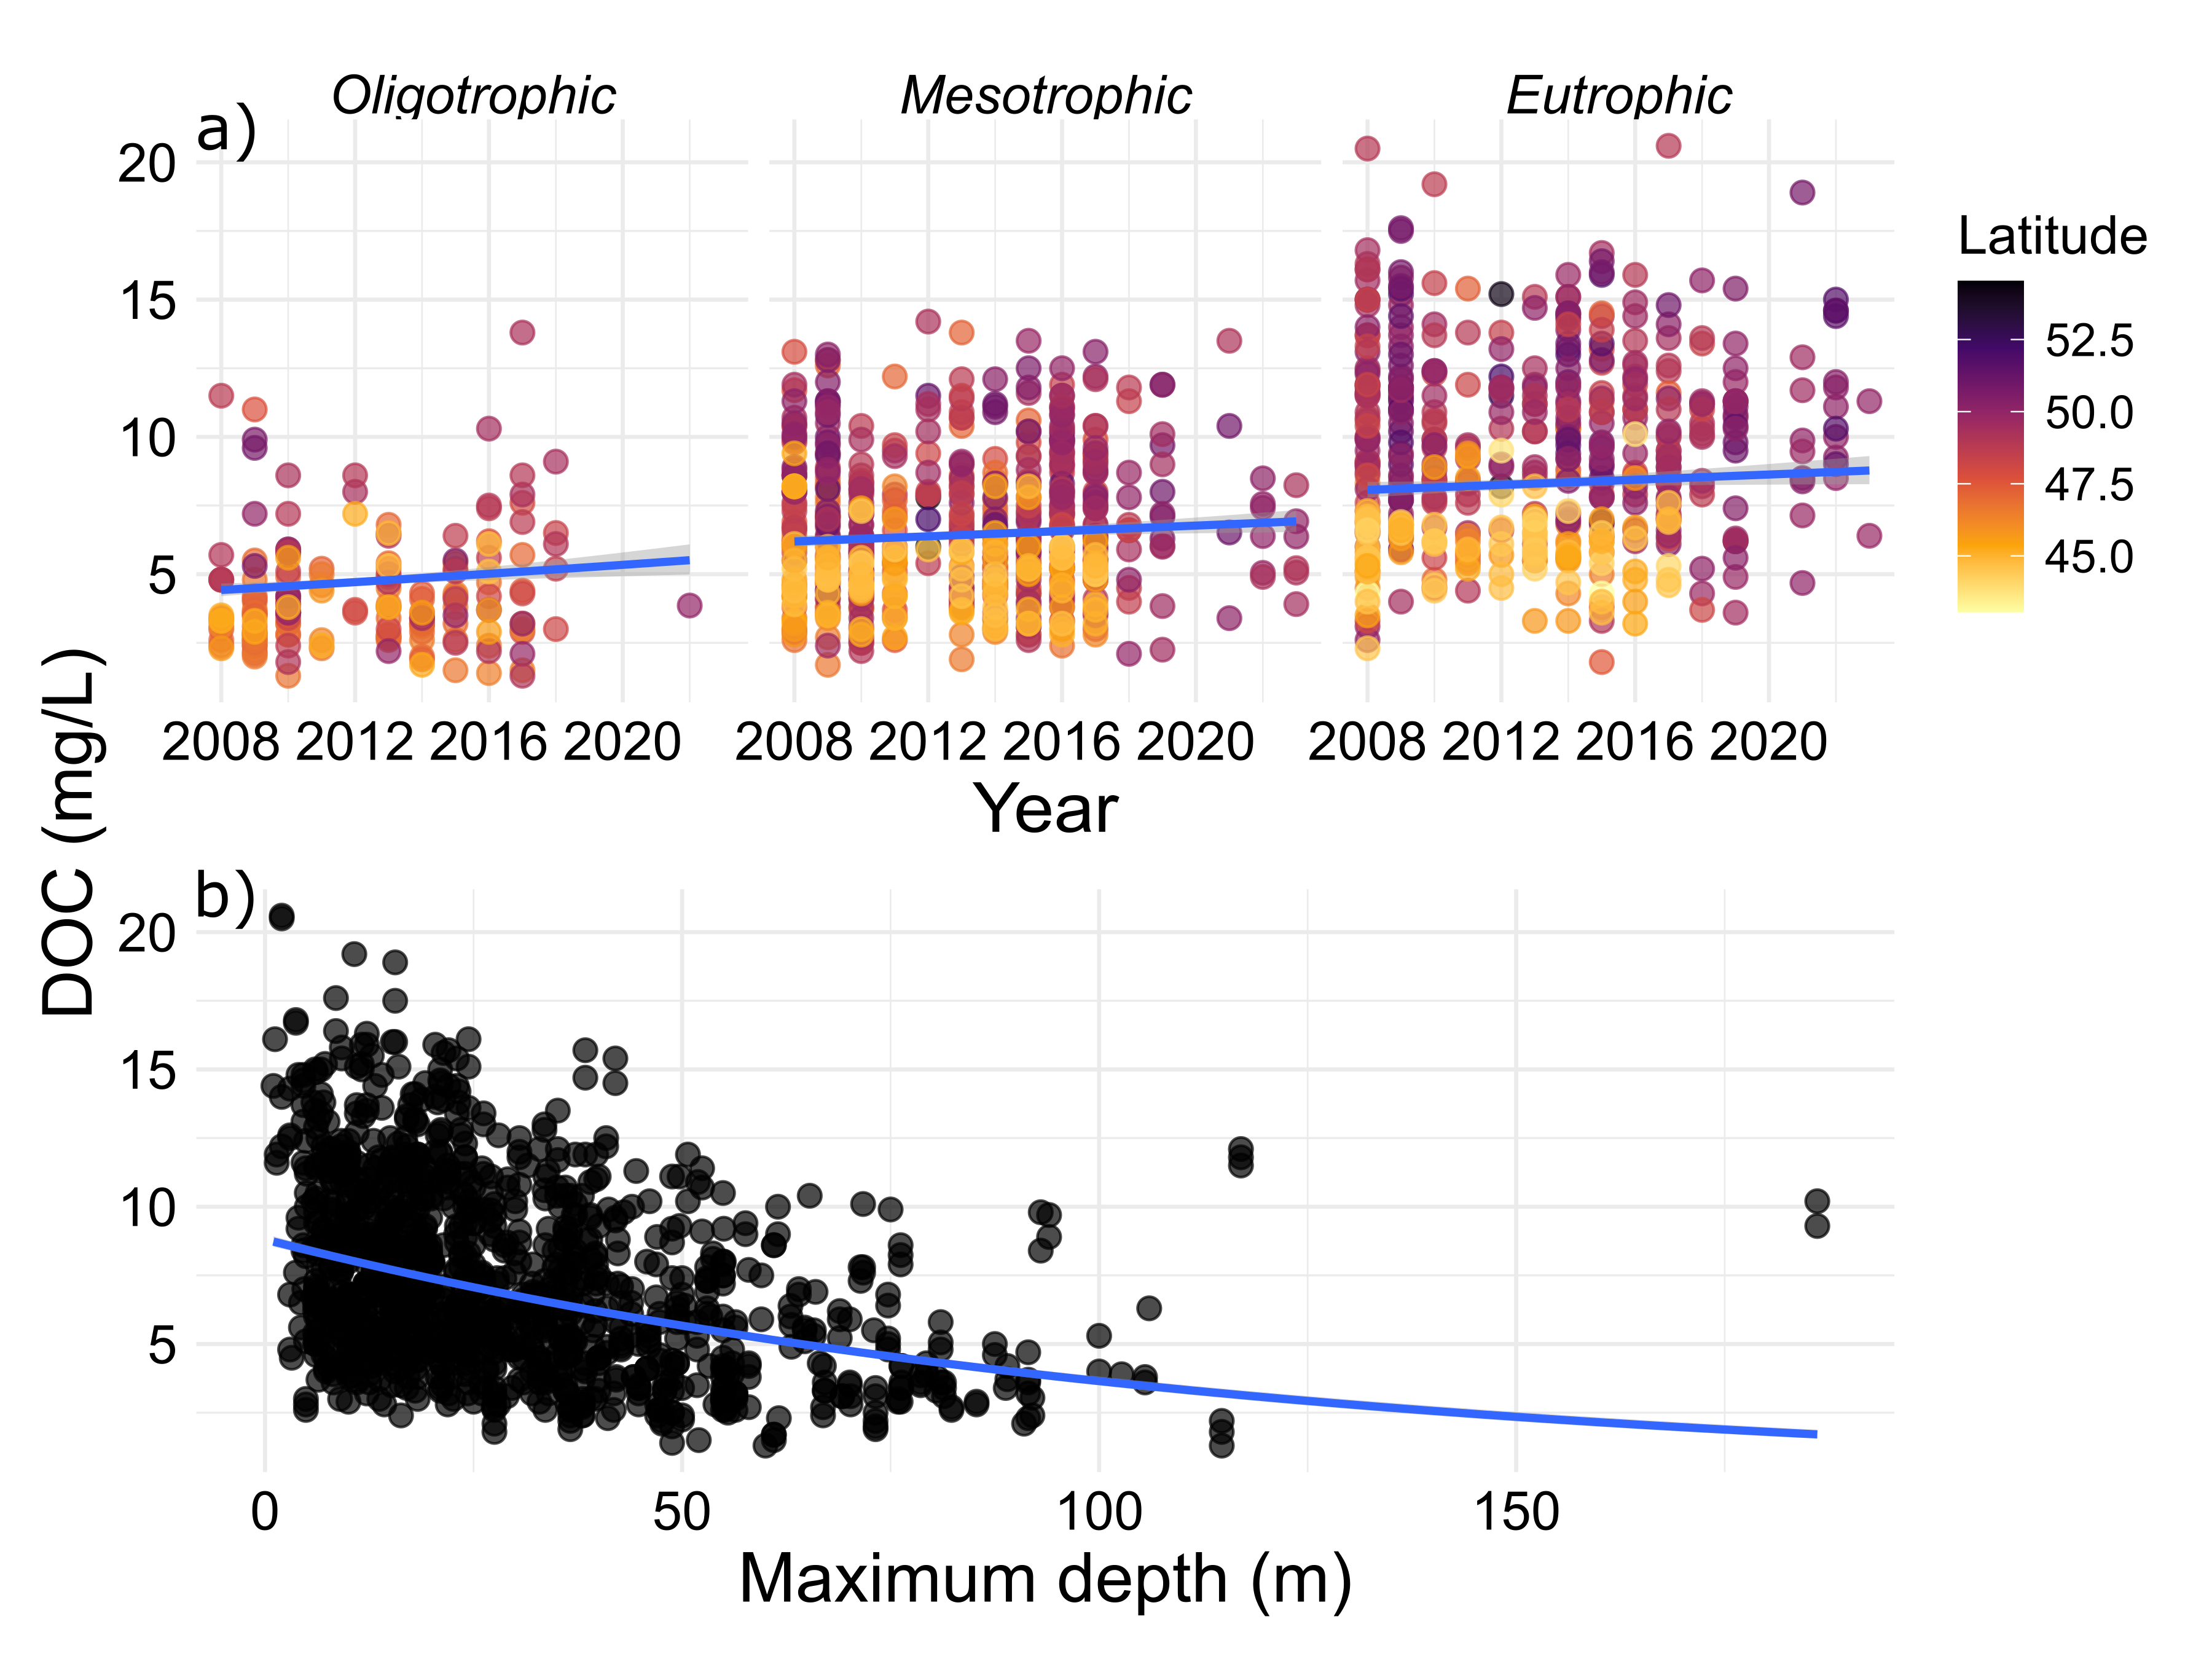 Oligotrophic Mesotrophic Eutrophic
a)
20
15
10
5
2008 2012 2016 2020 2008 2012 2016 2020 2008 2012 2016 2020
Year
Latitude
52.5
50.0
47.5
45.0
DOC (mg/L)
b)
20
15
10
5
0 50 100 150
Maximum depth (m)